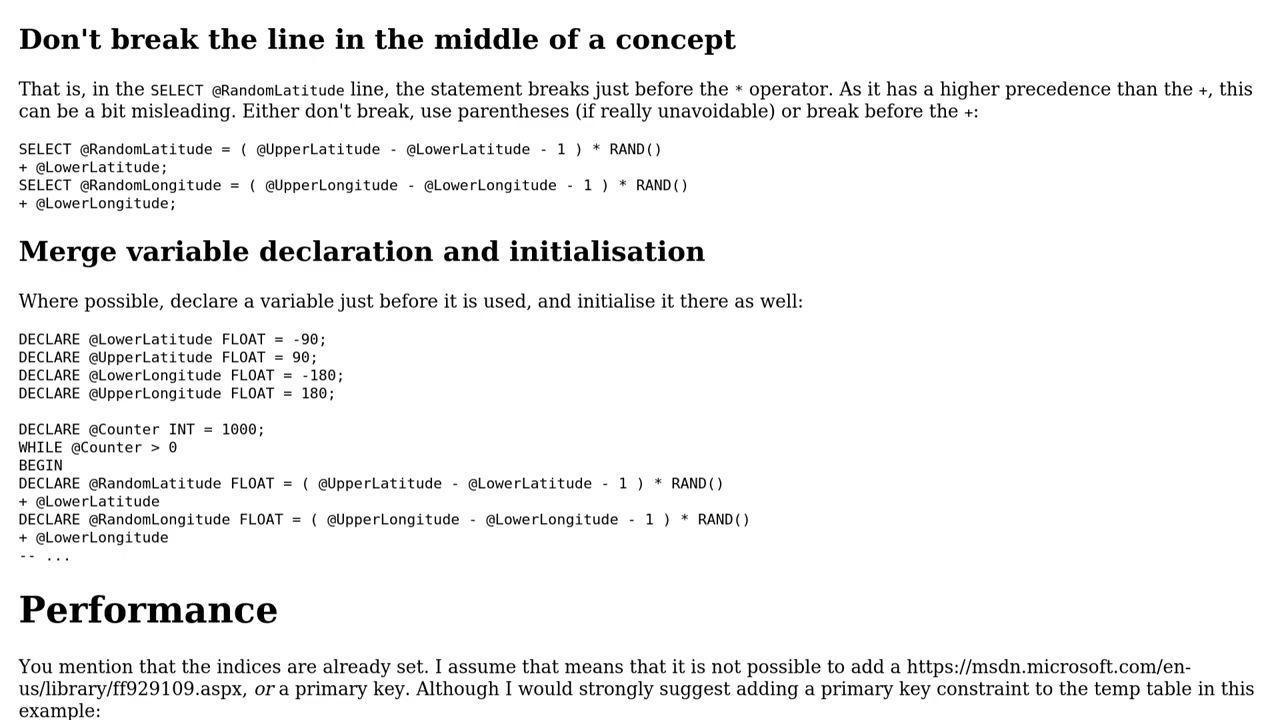 Don't break the line in the middle of a concept
That is, in the SELECT @RandomLatitude line, the statement breaks just before the * operator. As it has a higher precedence than the +, this
can be a bit misleading. Either don't break, use parentheses (if really unavoidable) or break before the +:
SELECT @RandomLatitude = ( @UpperLatitude - @LowerLatitude - 1 ) * RAND()
+ @LowerLatitude;
SELECT @RandomLongitude = ( @UpperLongitude - @LowerLongitude - 1 ) * RAND()
+ @LowerLongitude;
Merge variable declaration and initialisation
Where possible, declare a variable just before it is used, and initialise it there as well:
DECLARE @LowerLatitude FLOAT = -90;
DECLARE @UpperLatitude FLOAT = 90;
DECLARE @LowerLongitude FLOAT = -180;
DECLARE @UpperLongitude FLOAT = 180;
DECLARE @Counter INT = 1000;
WHILE @Counter > 0
BEGIN
DECLARE @RandomLatitude FLOAT = ( @UpperLatitude - @LowerLatitude - 1 ) * RAND()
+ @LowerLatitude
DECLARE @RandomLongitude FLOAT = ( @UpperLongitude - @LowerLongitude - 1 ) * RAND()
+ @LowerLongitude
-- ...
Performance
You mention that the indices are already set. I assume that means that it is not possible to add a https://msdn.microsoft.com/en-
us/library/ff929109.aspx, or a primary key. Although I would strongly suggest adding a primary key constraint to the temp table in this
example: